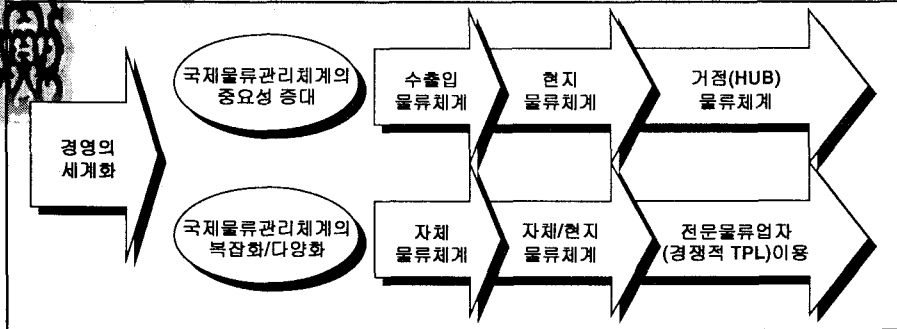 경영의
세계화
국제물류관리체계의
중요성 증대
수출입
물류체계
현지
물류체계
거점(HUB)
물류체계
국제물류관리체계의
복잡화/다양화
자체
물류체계
자체/현지
물류체계
전문물류업자
(경쟁적 TPL)이용